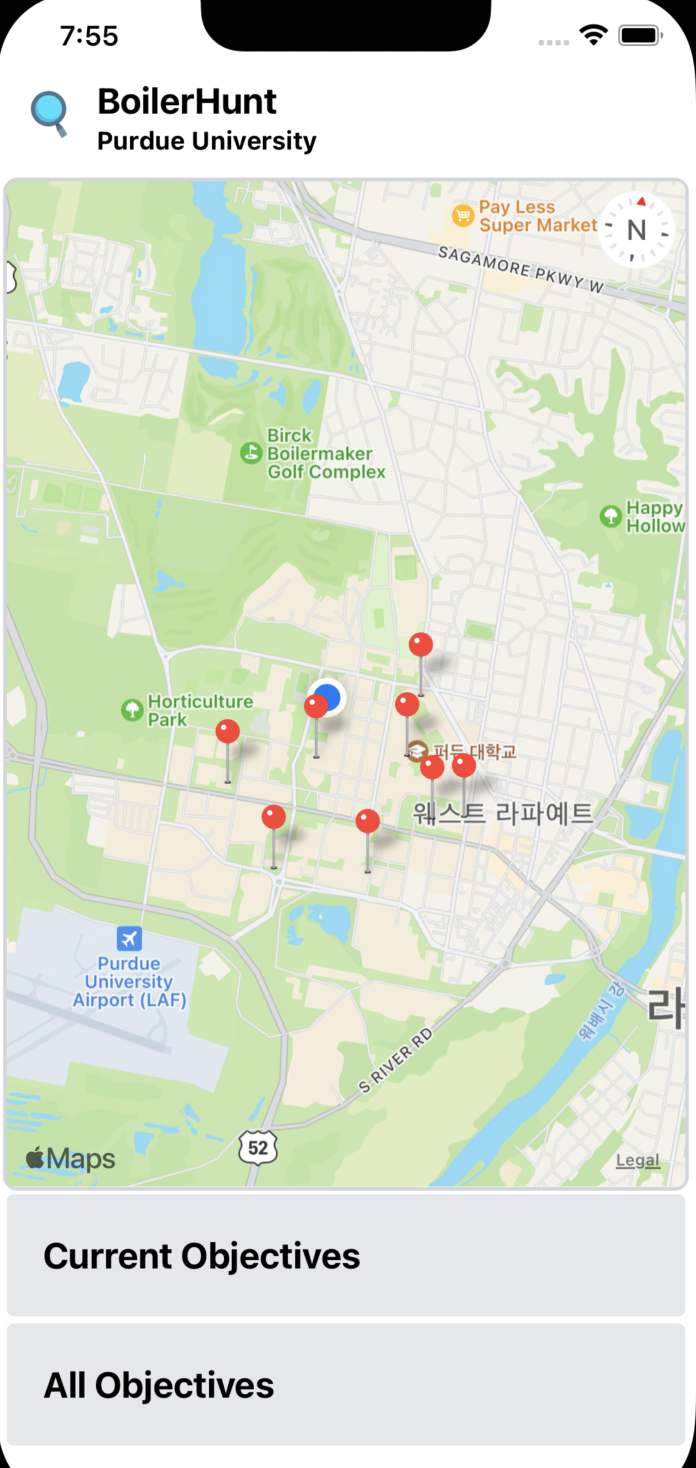 7:55
BoilerHunt
Purdue University
Pay Less
Super Market
N
SAGAMORE PKWY W
Birck
Boilermaker
Golf Complex
Happy
Hollow
Horticulture
Park
퍼듀 대학교
웨스트 라파예트
Purdue
University
Airport (LAF)
라
워배시 강
S RIVER RD
52
Maps
Legal
Current Objectives
All Objectives